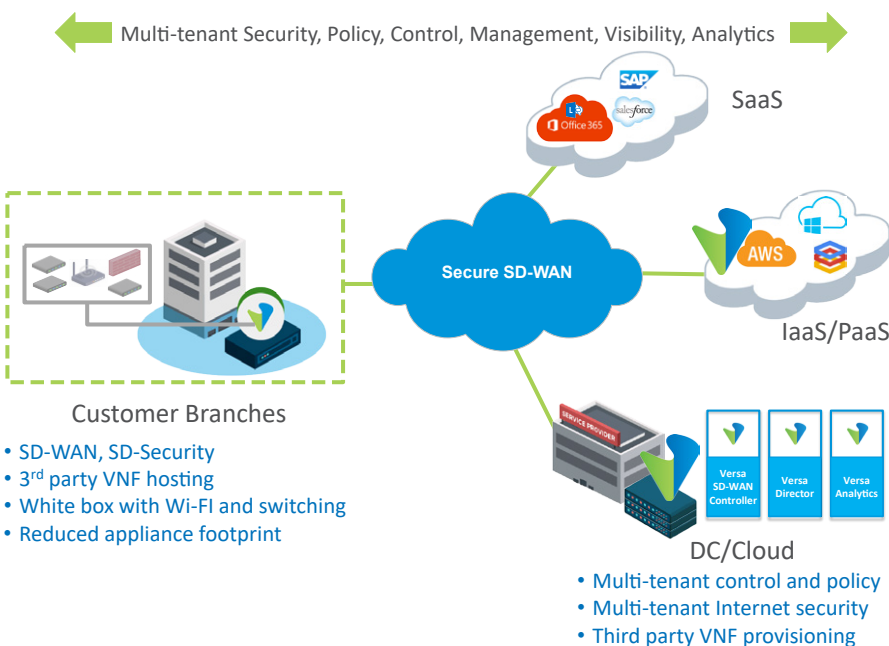 Multi-tenant Security, Policy, Control, Management, Visibility, Analytics
SAP
SaaS
L
salesforce
Office 365
AWS
Secure SD-WAN
IaaS/PaaS
Customer Branches
• SD-WAN, SD-Security
• 3rd party VNF hosting
• White box with Wi-FI and switching
• Reduced appliance footprint
SERVICE PROVIDER
Versa
SD-WAN
Controller
Versa
Director
Versa
Analytics
DC/Cloud
• Multi-tenant control and policy
• Multi-tenant Internet security
• Third party VNF provisioning